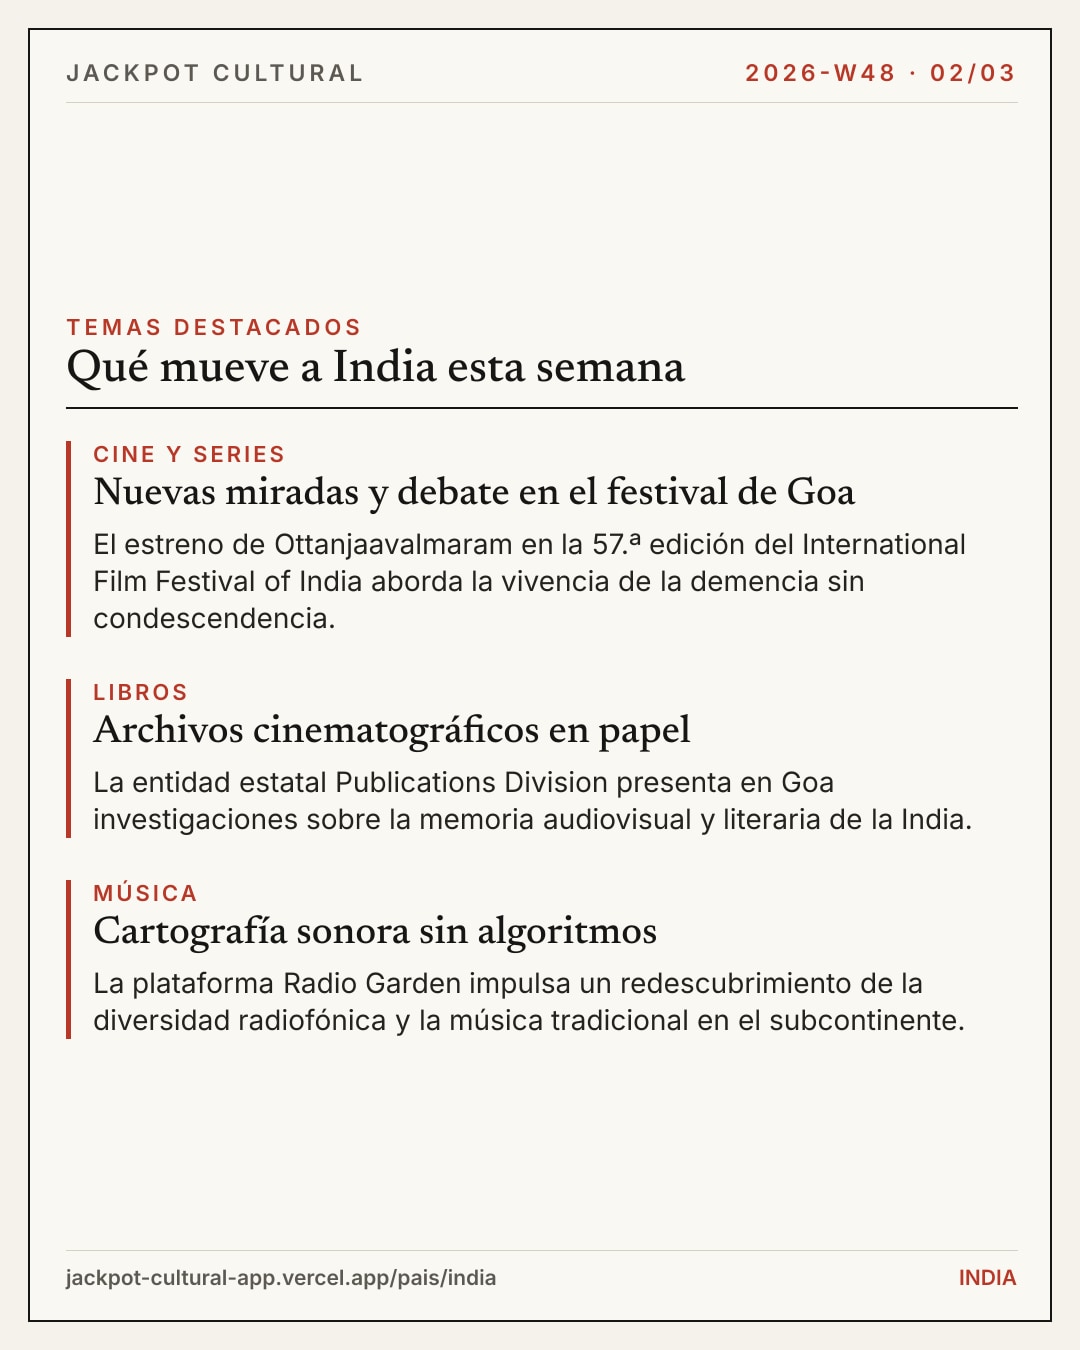 JACKPOT CULTURAL
2026-W48 · 02/03
TEMAS DESTACADOS
Qué mueve a India esta semana
CINE Y SERIES
Nuevas miradas y debate en el festival de Goa
El estreno de Ottanjaavalmaram en la 57.ª edición del International
Film Festival of India aborda la vivencia de la demencia sin
condescendencia.
LIBROS
Archivos cinematográficos en papel
La entidad estatal Publications Division presenta en Goa
investigaciones sobre la memoria audiovisual y literaria de la India.
MÚSICA
Cartografía sonora sin algoritmos
La plataforma Radio Garden impulsa un redescubrimiento de la
diversidad radiofónica y la música tradicional en el subcontinente.
jackpot-cultural-app.vercel.app/pais/india
INDIA